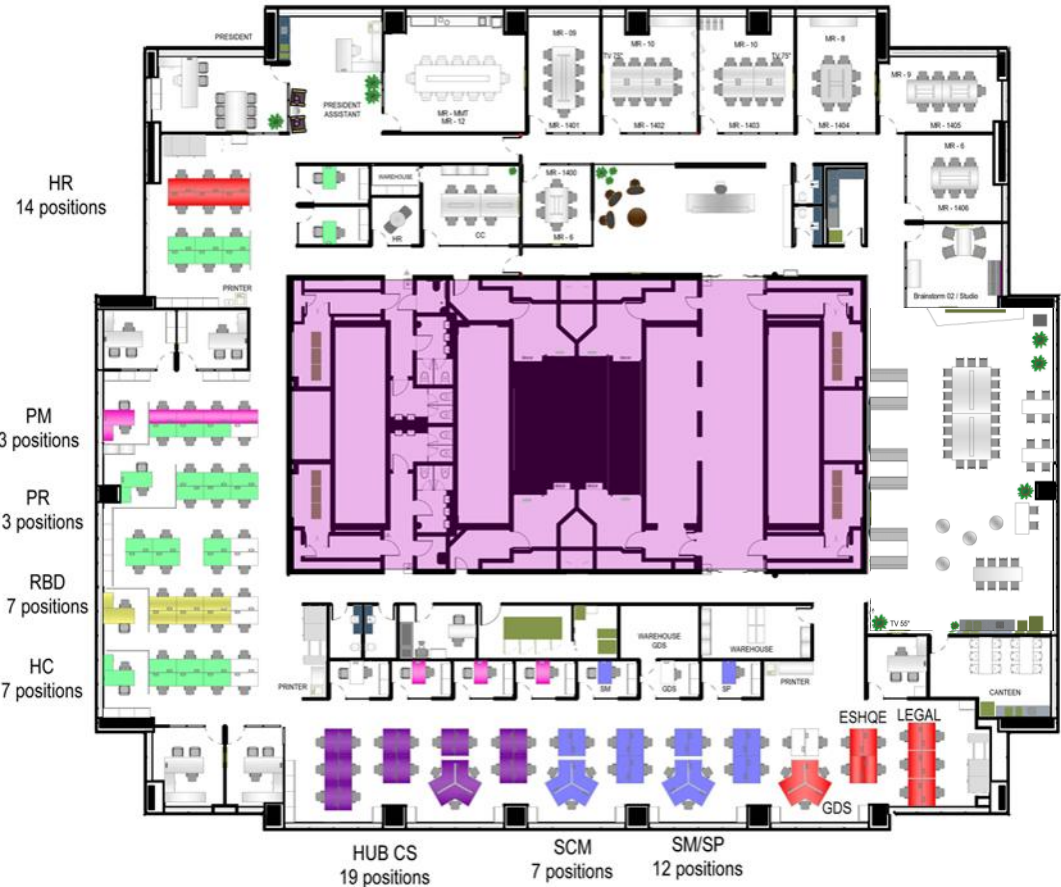 PRESIDENT
PRESIDENT
ASSISTANT
MR - MMT
MR - 12
MR - 09
MR - 1401
TV 75"
MR - 10
MR - 1402
MR - 10
TV 75"
MR - 1403
MR - 8
MR - 1404
MR - 9
MR - 1405
HR
14 positions
WAREHOUSE
HR
CC
MR - 1400
MR - 6
MR - 6
MR - 1406
PRINTER
Brainstorm 02 / Studio
PM
3 positions
PR
3 positions
RBD
7 positions
HC
7 positions
WAREHOUSE
GDS
WAREHOUSE
TV 55"
PRINTER
SM
GDS
SP
PRINTER
CANTEEN
ESHQE
LEGAL
GDS
HUB CS
19 positions
SCM
7 positions
SM/SP
12 positions